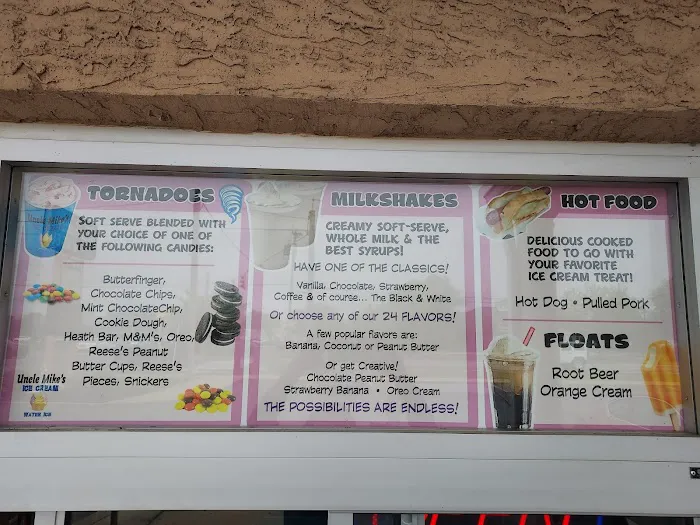 TORNADOES
SOFT SERVE BLENDED WITH
YOUR CHOICE OF ONE OF
THE FOLLOWING CANDIES:
Butterfinger,
Chocolate Chips,
Mint ChocolateChip,
Cookie Dough,
Heath Bar, M&M's, Oreo,
Reese's Peanut
Butter Cups, Reese's
Pieces, Snickers
Uncle Mike's
ICE CREAM
WATER ICE
MILKSHAKES
CREAMY SOFT-SERVE,
WHOLE MILK & THE
BEST SYRUPS!
HAVE ONE OF THE CLASSICS!
Vanilla, Chocolate, Strawberry,
Coffee & of course... The Black & White
Or choose any of our 24 FLAVORS!
A few popular flavors are:
Banana, Coconut or Peanut Butter
Or get Creative!
Chocolate Peanut Butter
Strawberry Banana • Oreo Cream
THE POSSIBILITIES ARE ENDLESS!
HOT FOOD
DELICIOUS COOKED
FOOD TO GO WITH
YOUR FAVORITE
ICE CREAM TREAT!
Hot Dog • Pulled Pork
FLOATS
Root Beer
Orange Cream